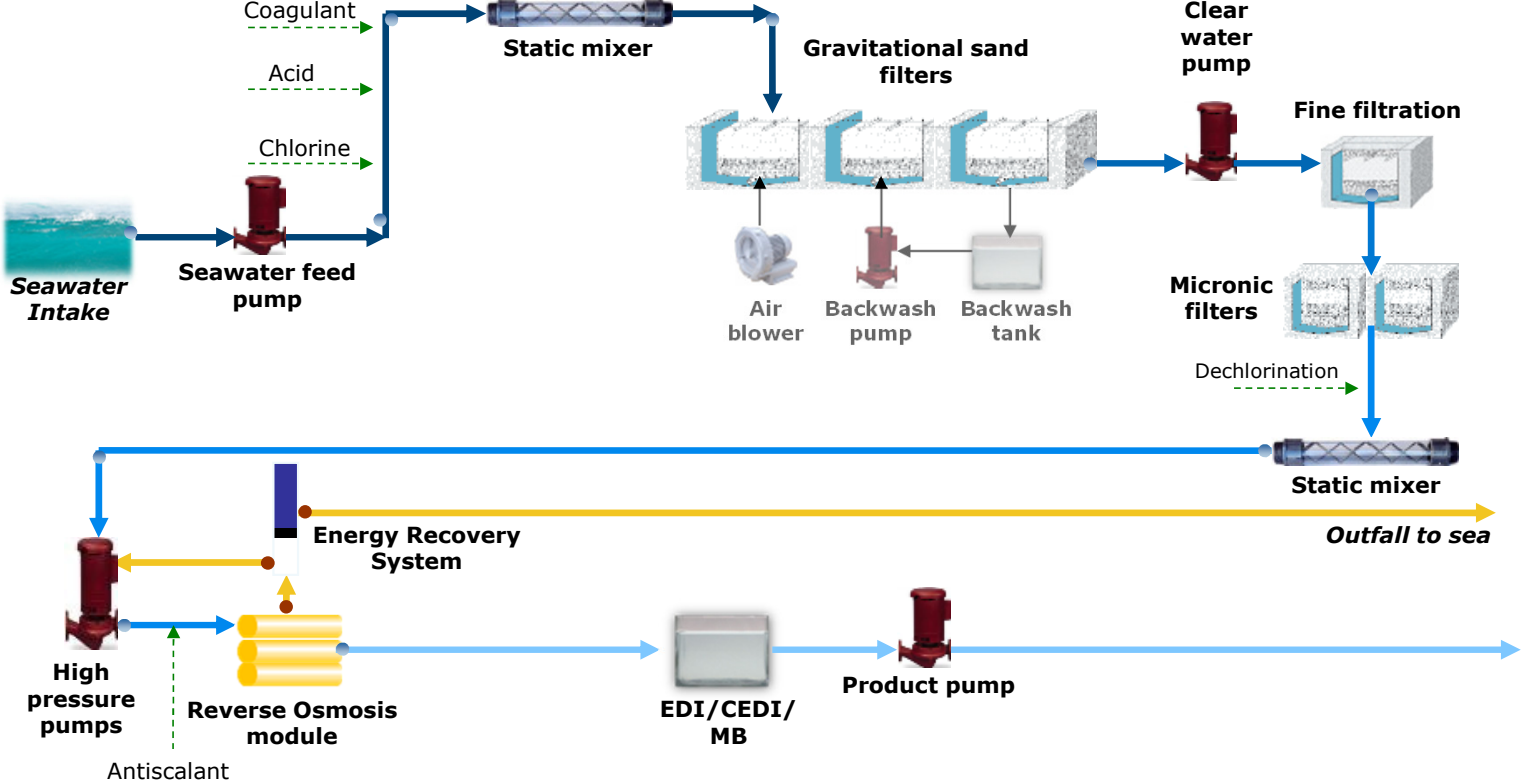 Coagulant
Acid
Chlorine
Seawater
Intake
Seawater feed
pump
Static mixer
Gravitational sand
filters
Air
blower
Backwash
pump
Backwash
tank
Clear
water
pump
Fine filtration
Micronic
filters
Dechlorination
Static mixer
Outfall to sea
Energy Recovery
System
High
pressure
pumps
Antiscalant
Reverse Osmosis
module
EDI/CEDI/
MB
Product pump